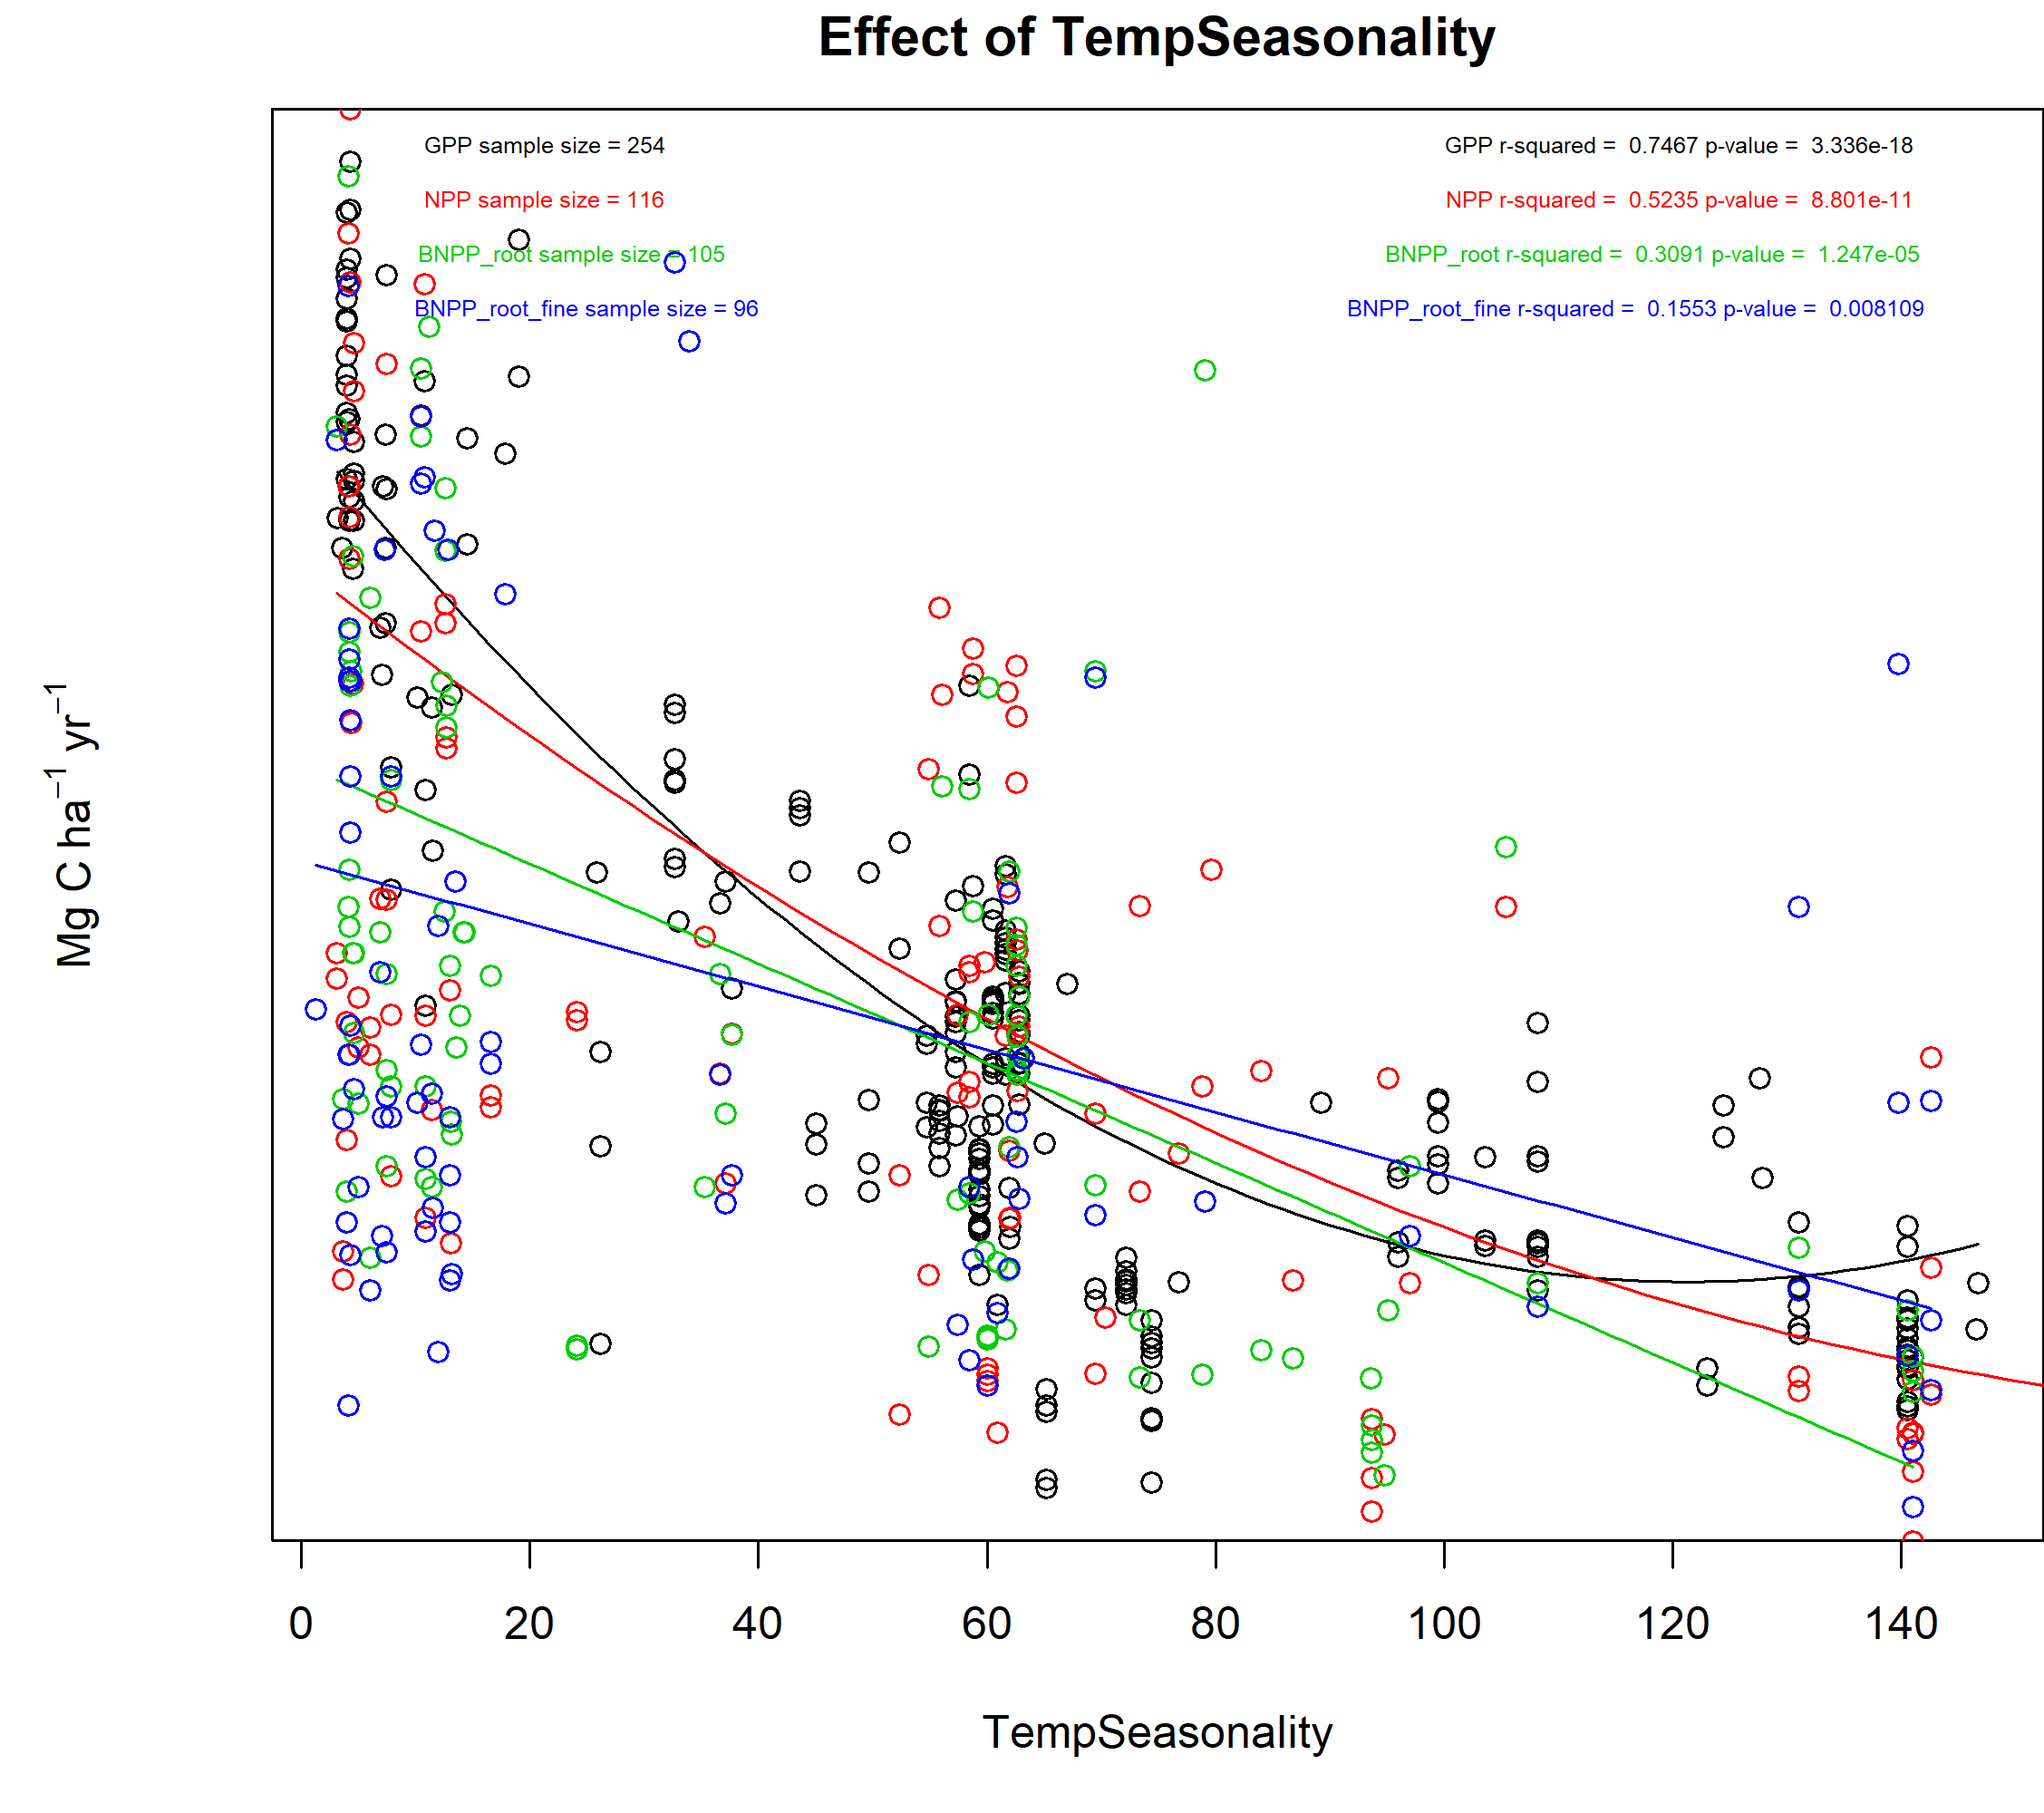 Effect of TempSeasonality
GPP sample size = 254
GPP r-squared = 0.7467 p-value = 3.336e-18
NPP sample size = 116
NPP r-squared = 0.5235 p-value = 8.801e-11
BNPP_root sample size = 105
BNPP_root r-squared = 0.3091 p-value = 1.247e-05
BNPP_root_fine sample size = 96
BNPP_root_fine r-squared = 0.1553 p-value = 0.008109
Mg C ha⁻¹ yr⁻¹
0 20 40 60 80 100 120 140
TempSeasonality